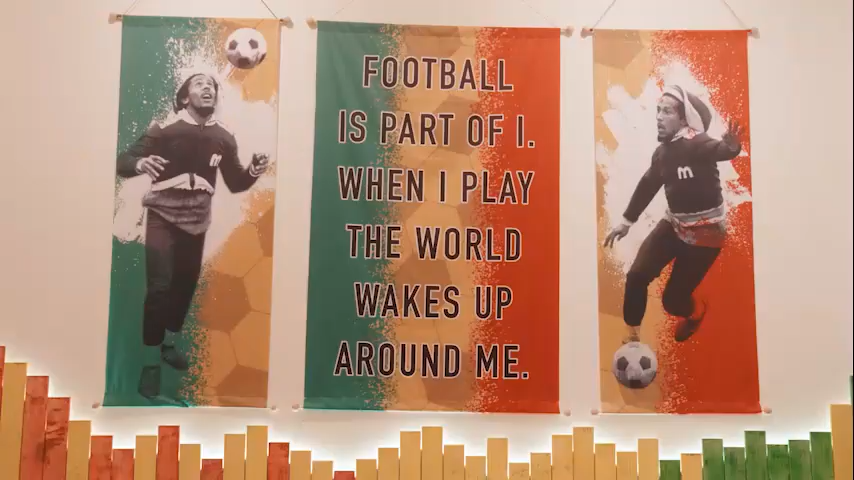 FOOTBALL
IS PART OF I.
WHEN I PLAY
THE WORLD
WAKES UP
AROUND ME.
m
m